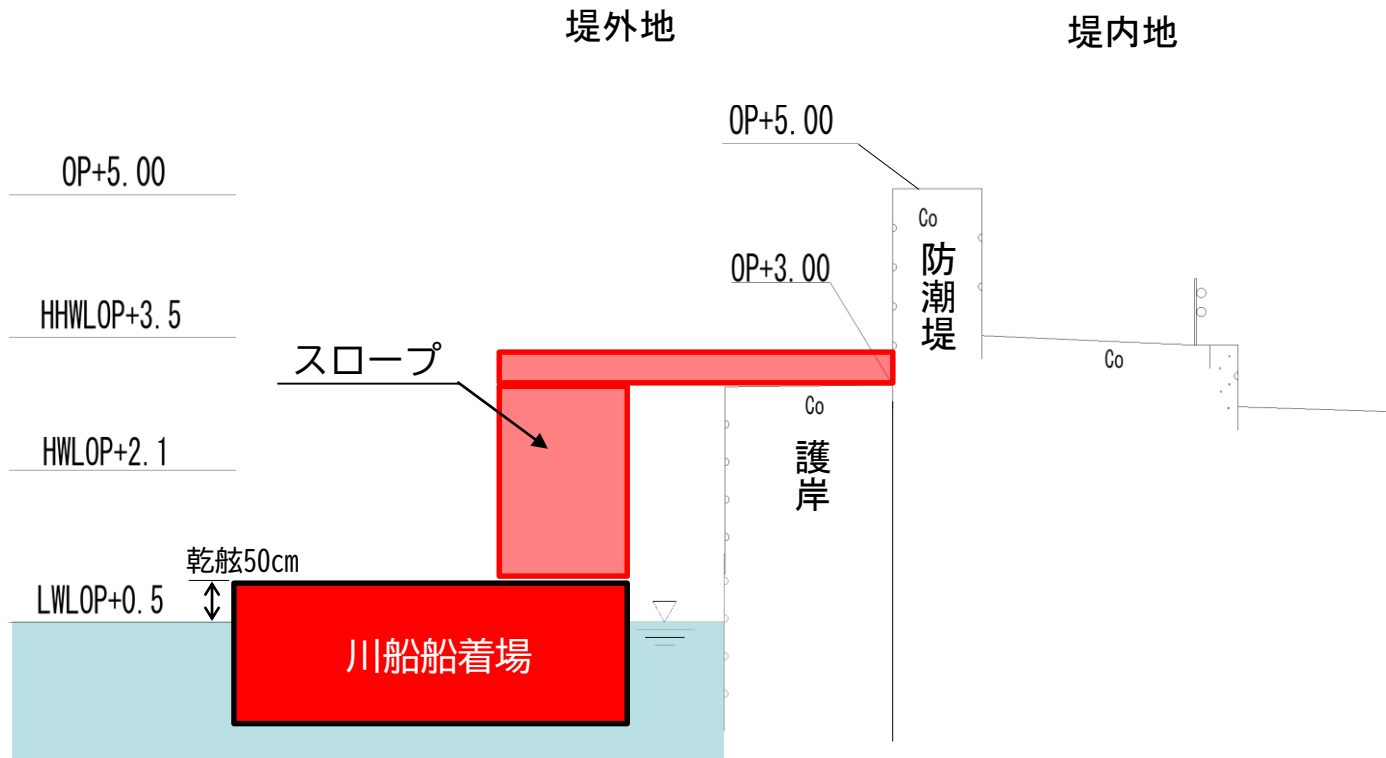 堤外地
堤内地
OP+5.00
OP+5.00
Co
防潮堤
OP+3.00
HHWLOP+3.5
スロープ
Co
Co
護岸
HWLOP+2.1
乾舷50cm
LWLOP+0.5
川船船着場